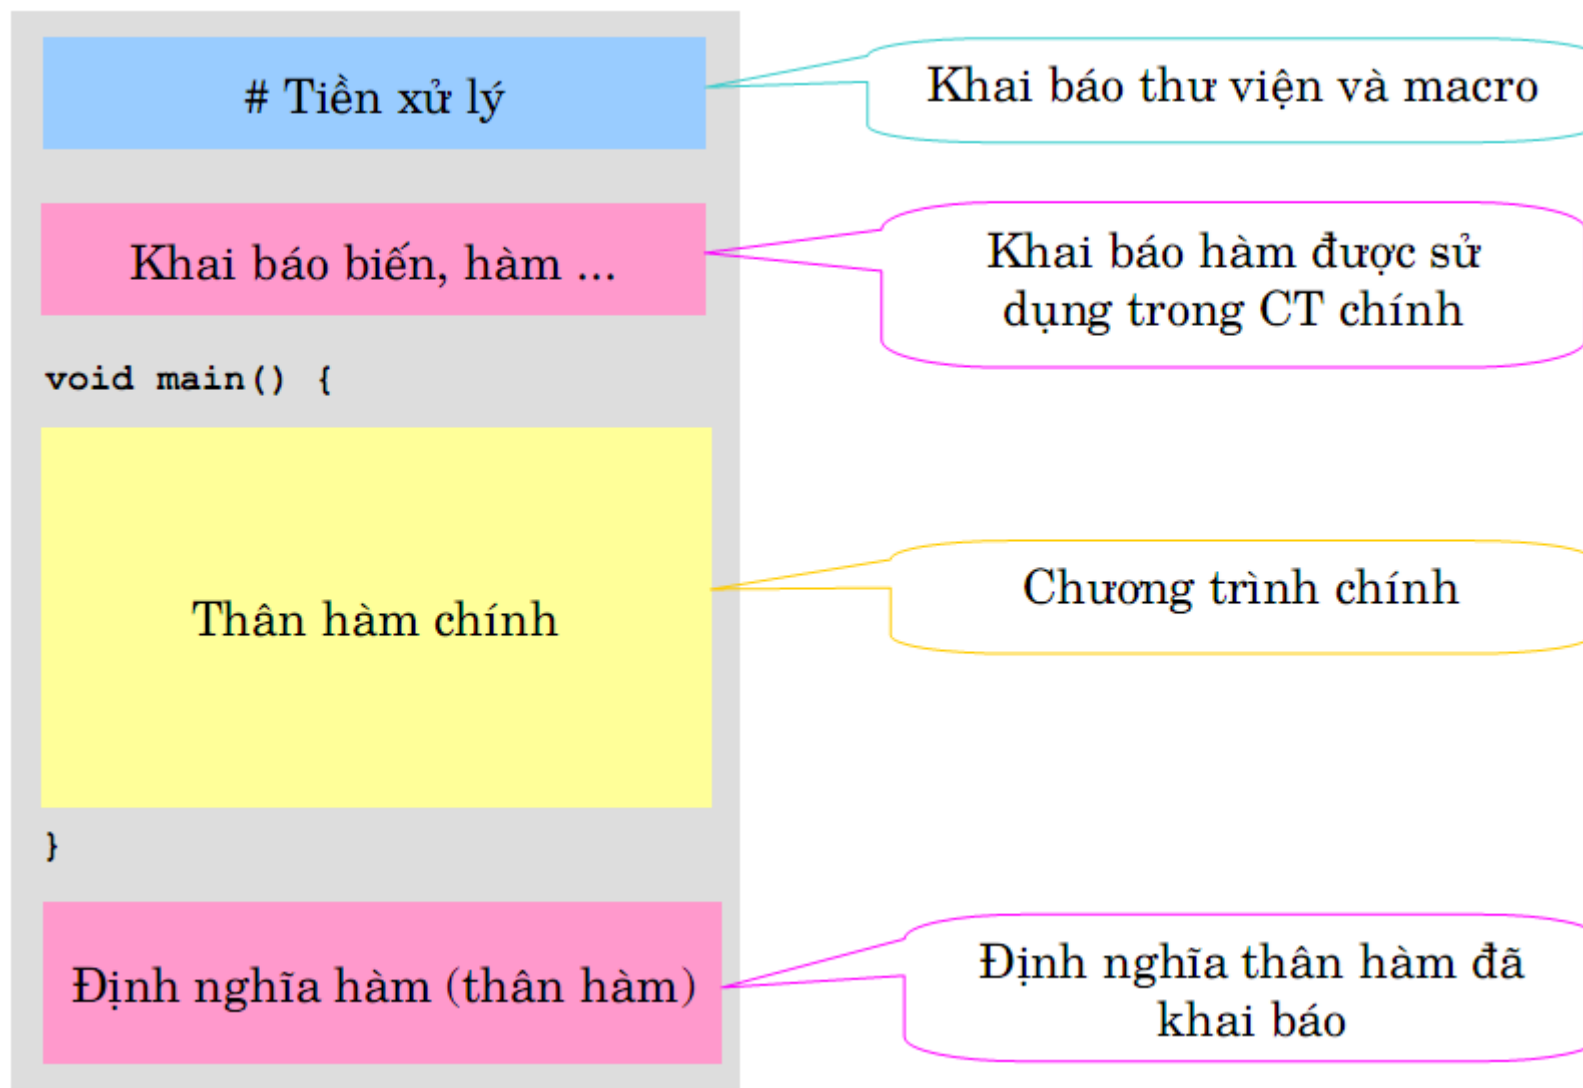 # Tiền xử lý
Khai báo thư viện và macro
Khai báo biến, hàm ...
Khai báo hàm được sử
dụng trong CT chính
void main() {
Thân hàm chính
Chương trình chính
}
Định nghĩa hàm (thân hàm)
Định nghĩa thân hàm đã
khai báo